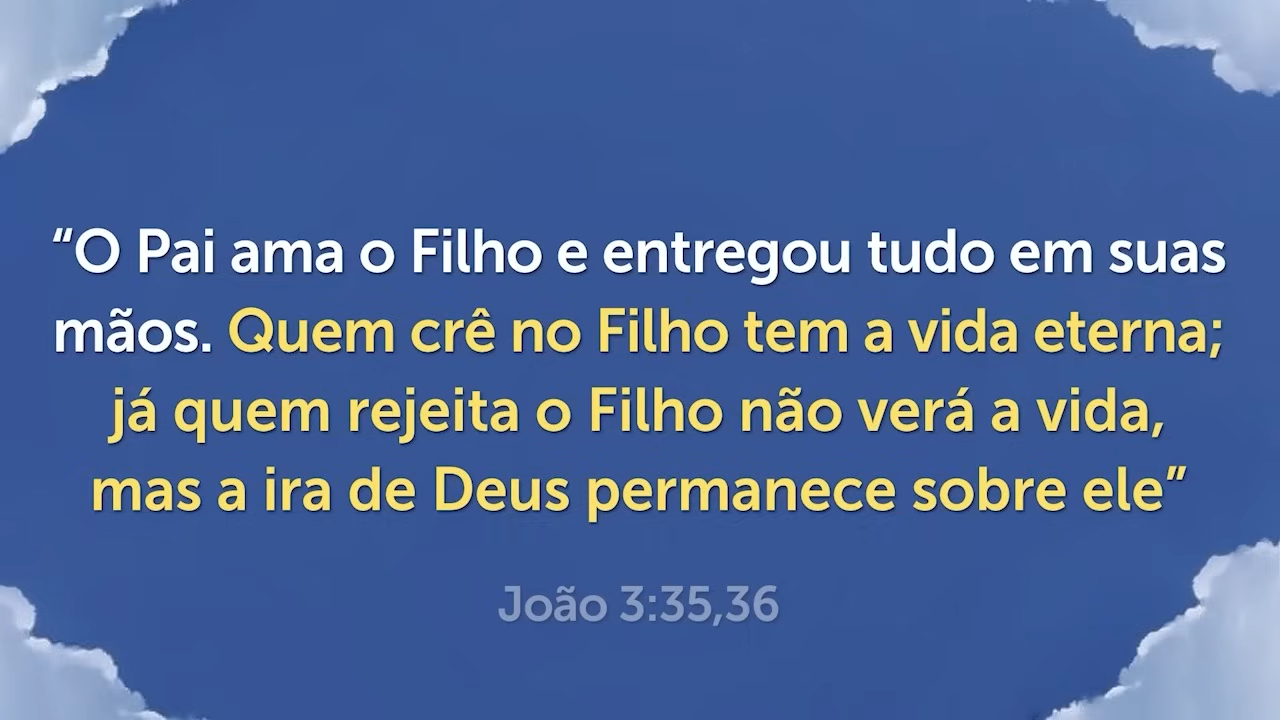 “O Pai ama o Filho e entregou tudo em suas
mãos. Quem crê no Filho tem a vida eterna;
já quem rejeita o Filho não verá a vida,
mas a ira de Deus permanece sobre ele”
João 3:35,36